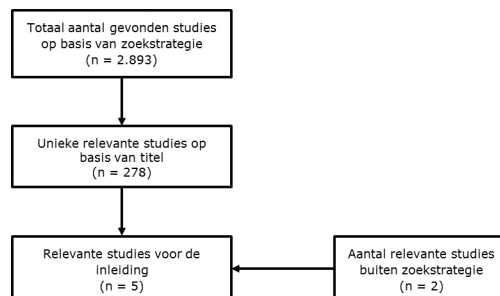 Totaal aantal gevonden studies
op basis van zoekstrategie
(n = 2.893)
Unieke relevante studies op
basis van titel
(n = 278)
Relevante studies voor de
inleiding
(n = 5)
Aantal relevante studies
buiten zoekstrategie
(n = 2)